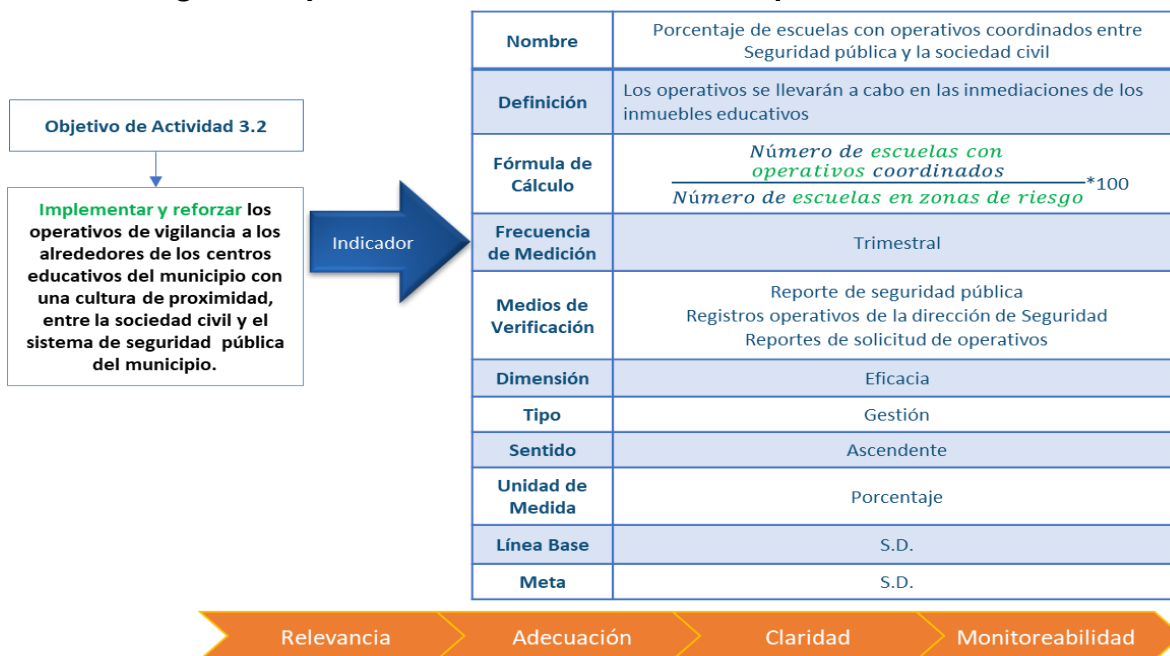 Objetivo de Actividad 3.2
Implementar y reforzar los
operativos de vigilancia a los
alrededores de los centros
educativos del municipio con
una cultura de proximidad,
entre la sociedad civil y el
sistema de seguridad pública
del municipio.
Indicador
Nombre
Porcentaje de escuelas con operativos coordinados entre
Seguridad pública y la sociedad civil
Definición
Los operativos se llevarán a cabo en las inmediaciones de los
inmuebles educativos
Fórmula de
Cálculo
Número de escuelas con
operativos coordinados
Número de escuelas en zonas de riesgo
*100
Frecuencia
de Medición
Trimestral
Medios de
Verificación
Reporte de seguridad pública
Registros operativos de la dirección de Seguridad
Reportes de solicitud de operativos
Dimensión
Eficacia
Tipo
Gestión
Sentido
Ascendente
Unidad de
Medida
Porcentaje
Línea Base
S.D.
Meta
S.D.
Relevancia
Adecuación
Claridad
Monitoreabilidad